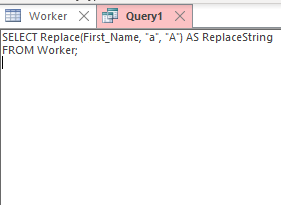 Worker
Query1
SELECT Replace(First_Name, "a", "A") AS ReplaceString
FROM Worker;